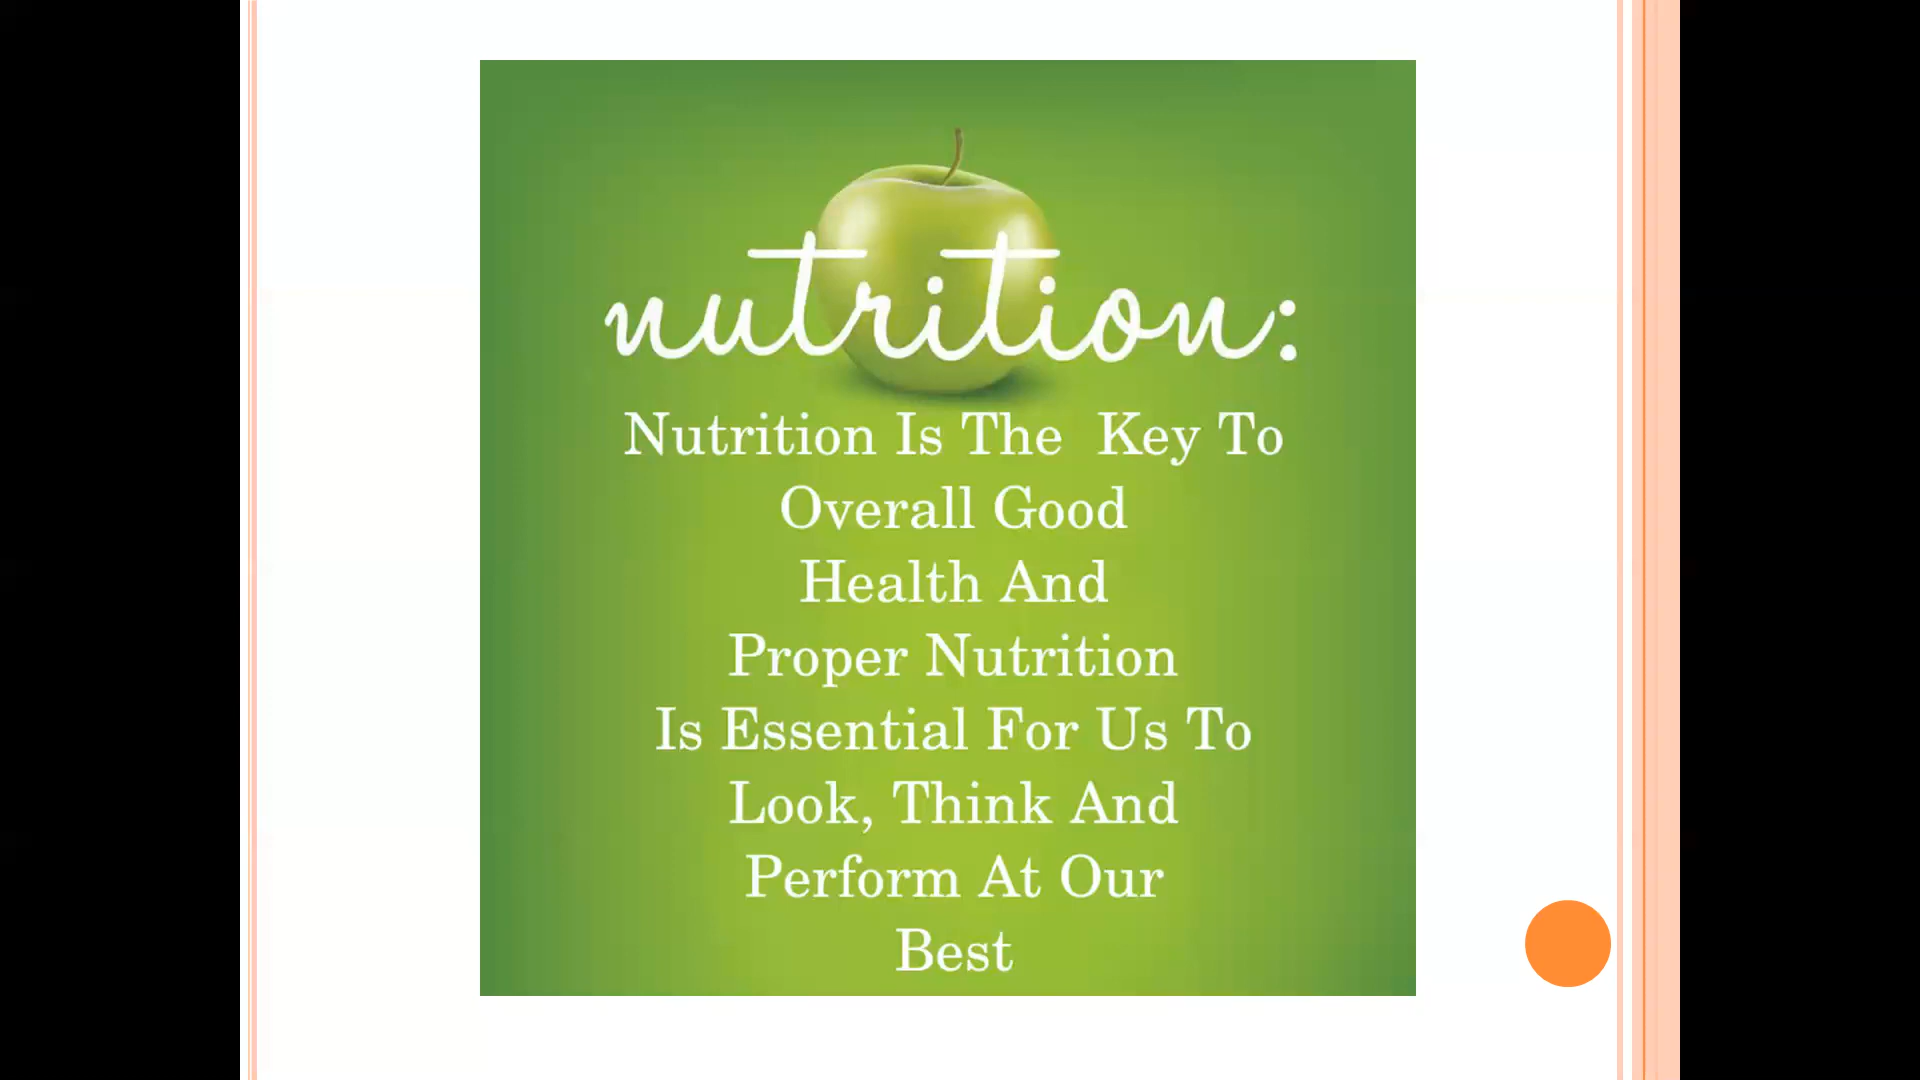 nutrition:
Nutrition Is The Key To
Overall Good
Health And
Proper Nutrition
Is Essential For Us To
Look, Think And
Perform At Our
Best